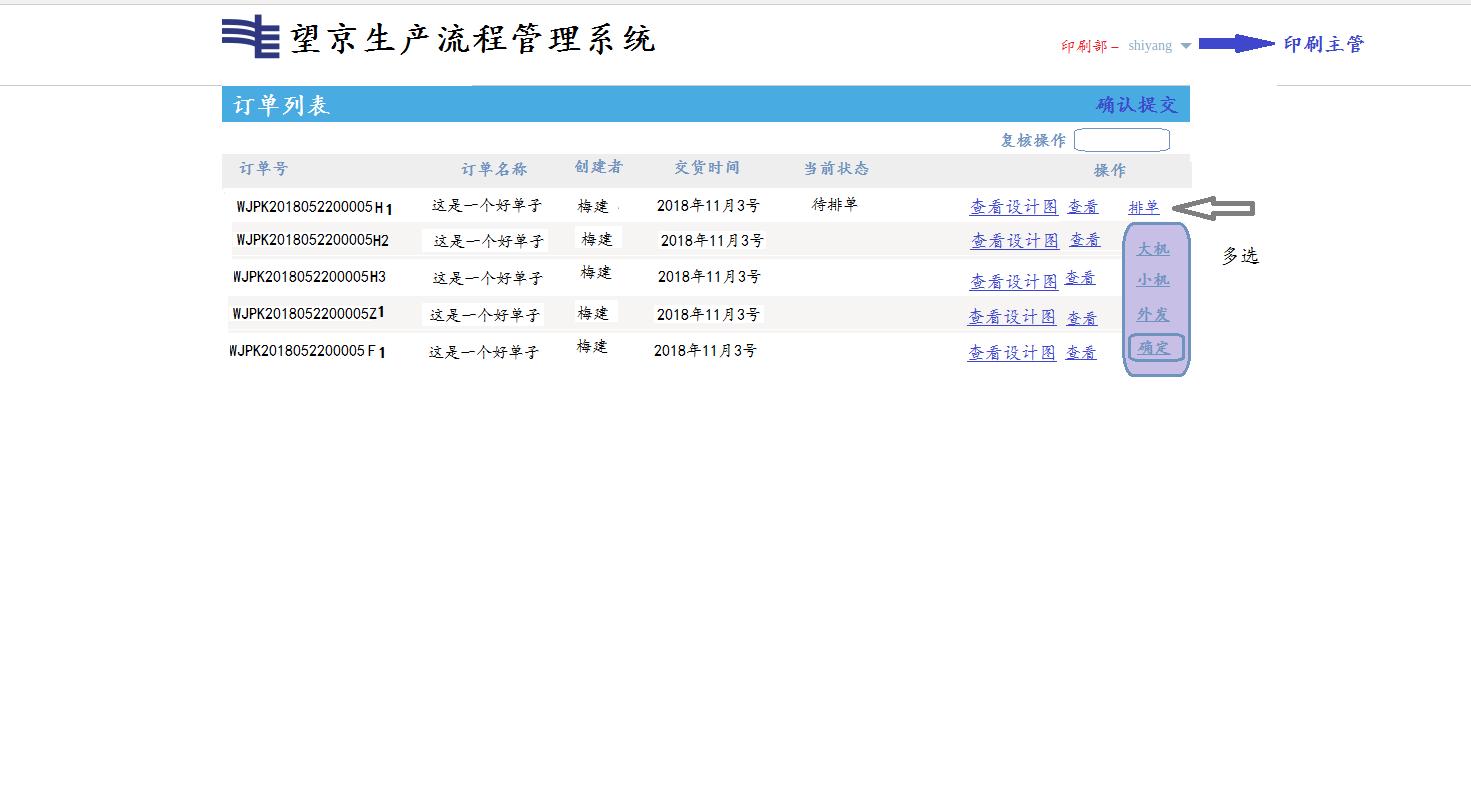 望京生产流程管理系统
印刷部– shiyang 印刷主管
订单列表 确认提交
复核操作
订单号 订单名称 创建者 交货时间 当前状态 操作
WJPK2018052200005H1 这是一个好单子 梅建 2018年11月3号 待排单 查看设计图 查看 排单
WJPK2018052200005H2 这是一个好单子 梅建 2018年11月3号 查看设计图 查看 大机
多选
WJPK2018052200005H3 这是一个好单子 梅建 2018年11月3号 查看设计图 查看 小机
WJPK2018052200005Z1 这是一个好单子 梅建 2018年11月3号 查看设计图 查看 外发
WJPK2018052200005F1 这是一个好单子 梅建 2018年11月3号 查看设计图 查看 确定